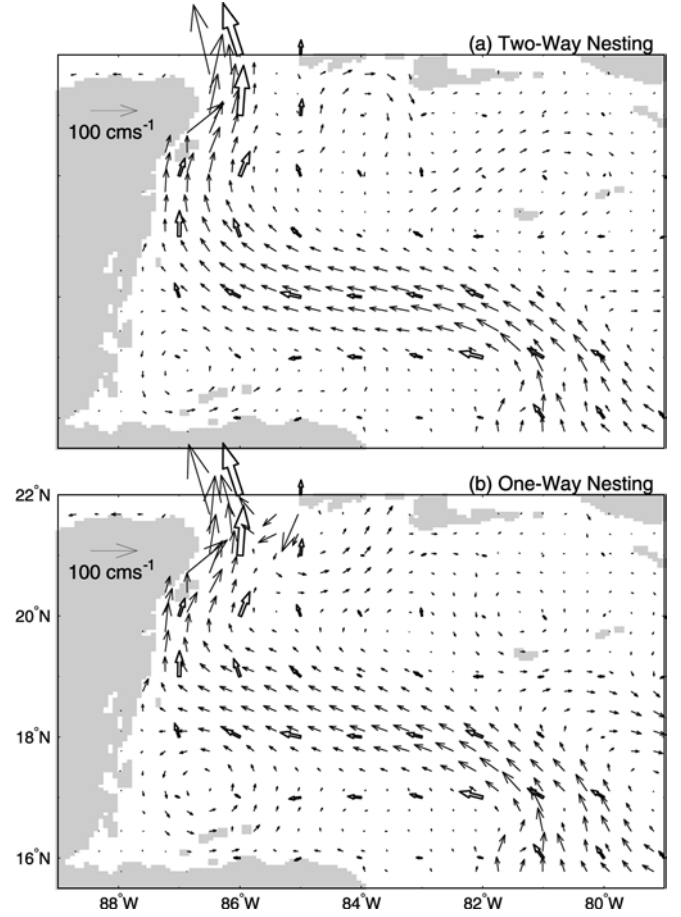 (a) Two-Way Nesting
100 cms⁻¹
(b) One-Way Nesting
22°N
100 cms⁻¹
20°N
18°N
16°N
88°W 86°W 84°W 82°W 80°W